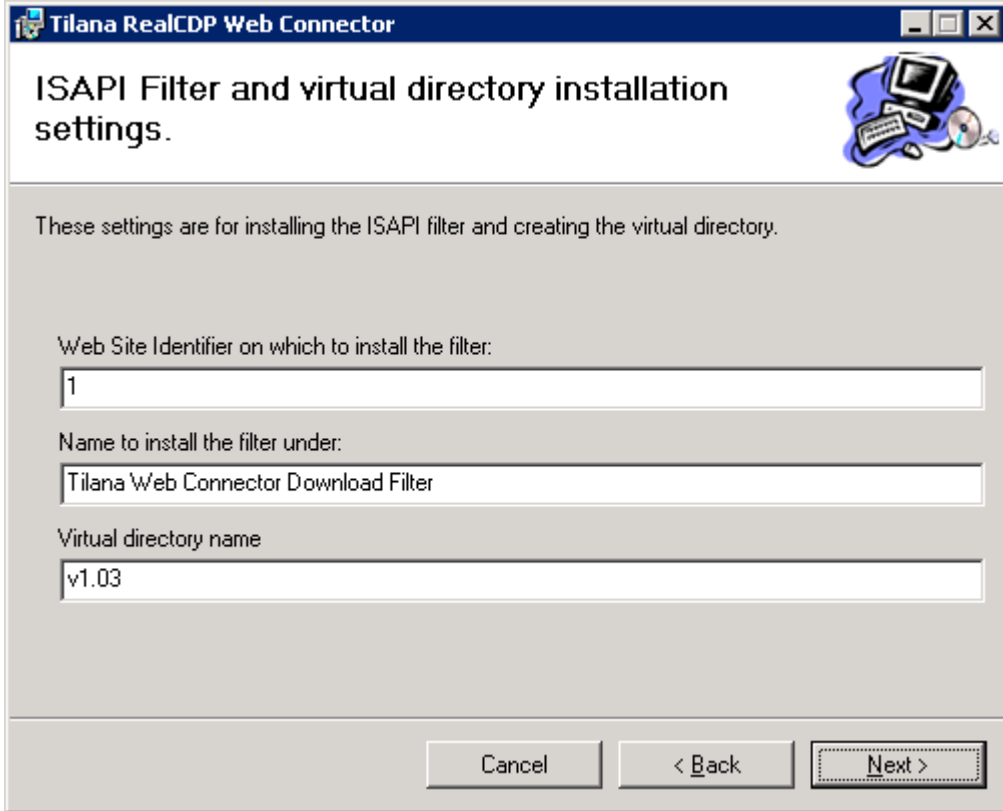 Tilana RealCDP Web Connector
ISAPI Filter and virtual directory installation
settings.
These settings are for installing the ISAPI filter and creating the virtual directory.
Web Site Identifier on which to install the filter:
1
Name to install the filter under:
Tilana Web Connector Download Filter
Virtual directory name
v1.03
Cancel
< Back
Next >